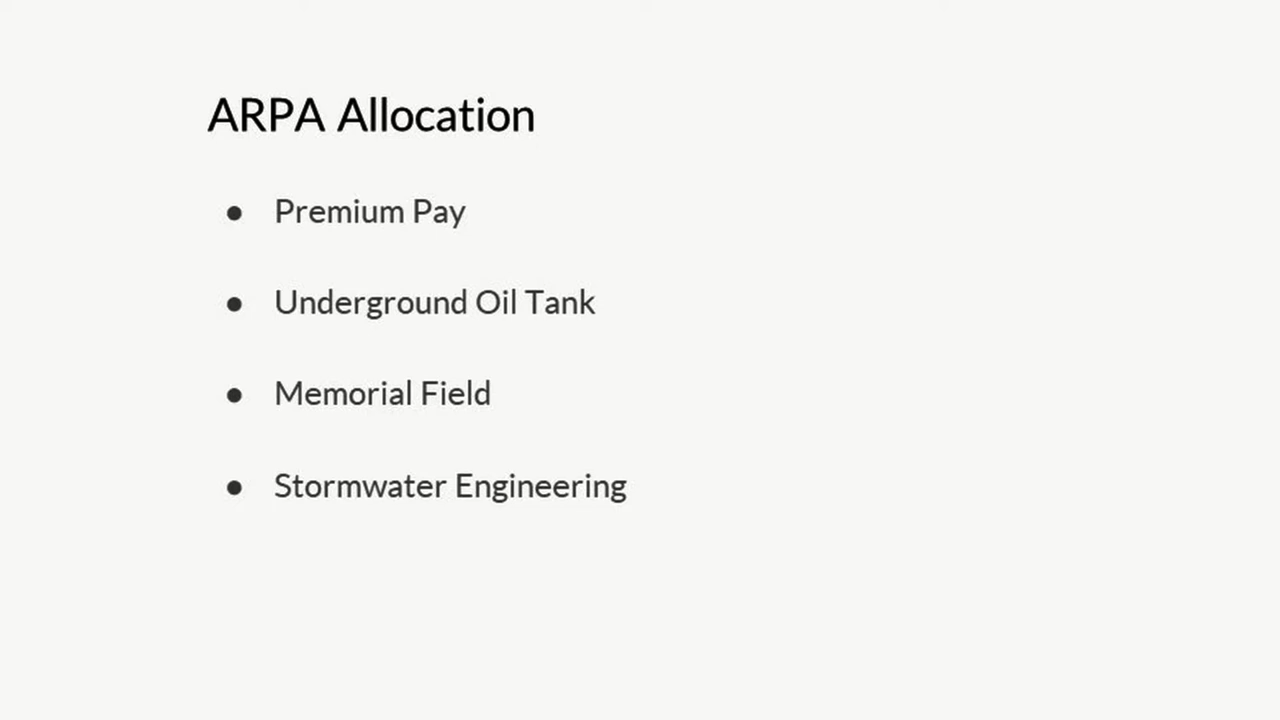 ARPA Allocation
● Premium Pay
● Underground Oil Tank
● Memorial Field
● Stormwater Engineering